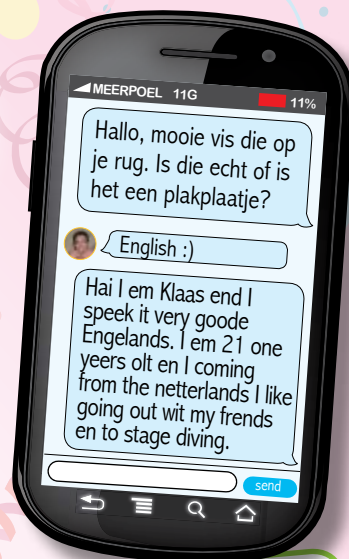 MEERPOEL 11G 11%
Hallo, mooie vis die op
je rug. Is die echt of is
het een plakplaatje?
English :)
Hai I em Klaas end I
speek it very goode
Engelands. I em 21 one
yeers olt en I coming
from the netterlands I like
going out wit my frends
en to stage diving.
send